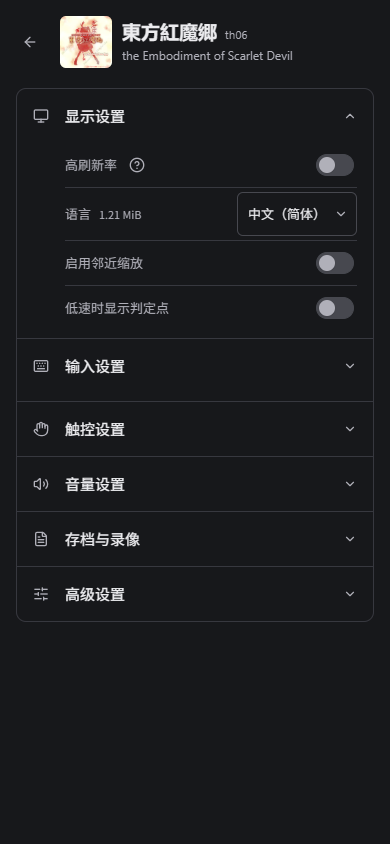 東方紅魔郷 th06
the Embodiment of Scarlet Devil
显示设置
高刷新率
语言 1.21 MiB 中文（简体）
启用邻近缩放
低速时显示判定点
输入设置
触控设置
音量设置
存档与录像
高级设置